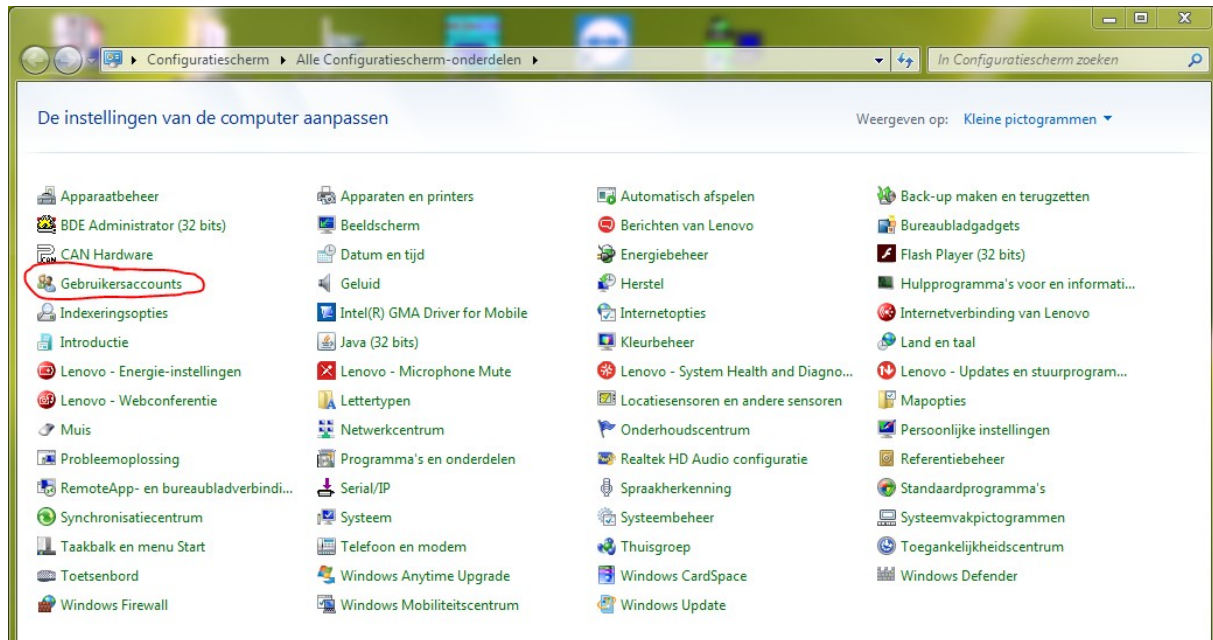 Configuratiescherm Alle Configuratiescherm-onderdelen In Configuratiescherm zoeken
De instellingen van de computer aanpassen Weergeven op: Kleine pictogrammen
Apparaatbeheer Apparaten en printers Automatisch afspelen Back-up maken en terugzetten
BDE Administrator (32 bits) Beeldscherm Berichten van Lenovo Bureaubladgadgets
CAN Hardware Datum en tijd Energiebeheer Flash Player (32 bits)
Gebruikersaccounts Geluid Herstel Hulpprogramma's voor en informati...
Indexeringsopties Intel(R) GMA Driver for Mobile Internetopties Internetverbinding van Lenovo
Introductie Java (32 bits) Kleurbeheer Land en taal
Lenovo - Energie-instellingen Lenovo - Microphone Mute Lenovo - System Health and Diagno... Lenovo - Updates en stuurprogram...
Lenovo - Webconferentie Lettertypen Locatiesensoren en andere sensoren Mapopties
Muis Netwerkcentrum Onderhoudscentrum Persoonlijke instellingen
Probleemoplossing Programma's en onderdelen Realtek HD Audio configuratie Referentiebeheer
RemoteApp- en bureaubladverbindi... Serial/IP Spraakherkenning Standaardprogramma's
Synchronisatiecentrum Systeem Systeembeheer Systeemvakpictogrammen
Taakbalk en menu Start Telefoon en modem Thuisgroep Toegankelijkheidscentrum
Toetsenbord Windows Anytime Upgrade Windows CardSpace Windows Defender
Windows Firewall Windows Mobiliteitscentrum Windows Update